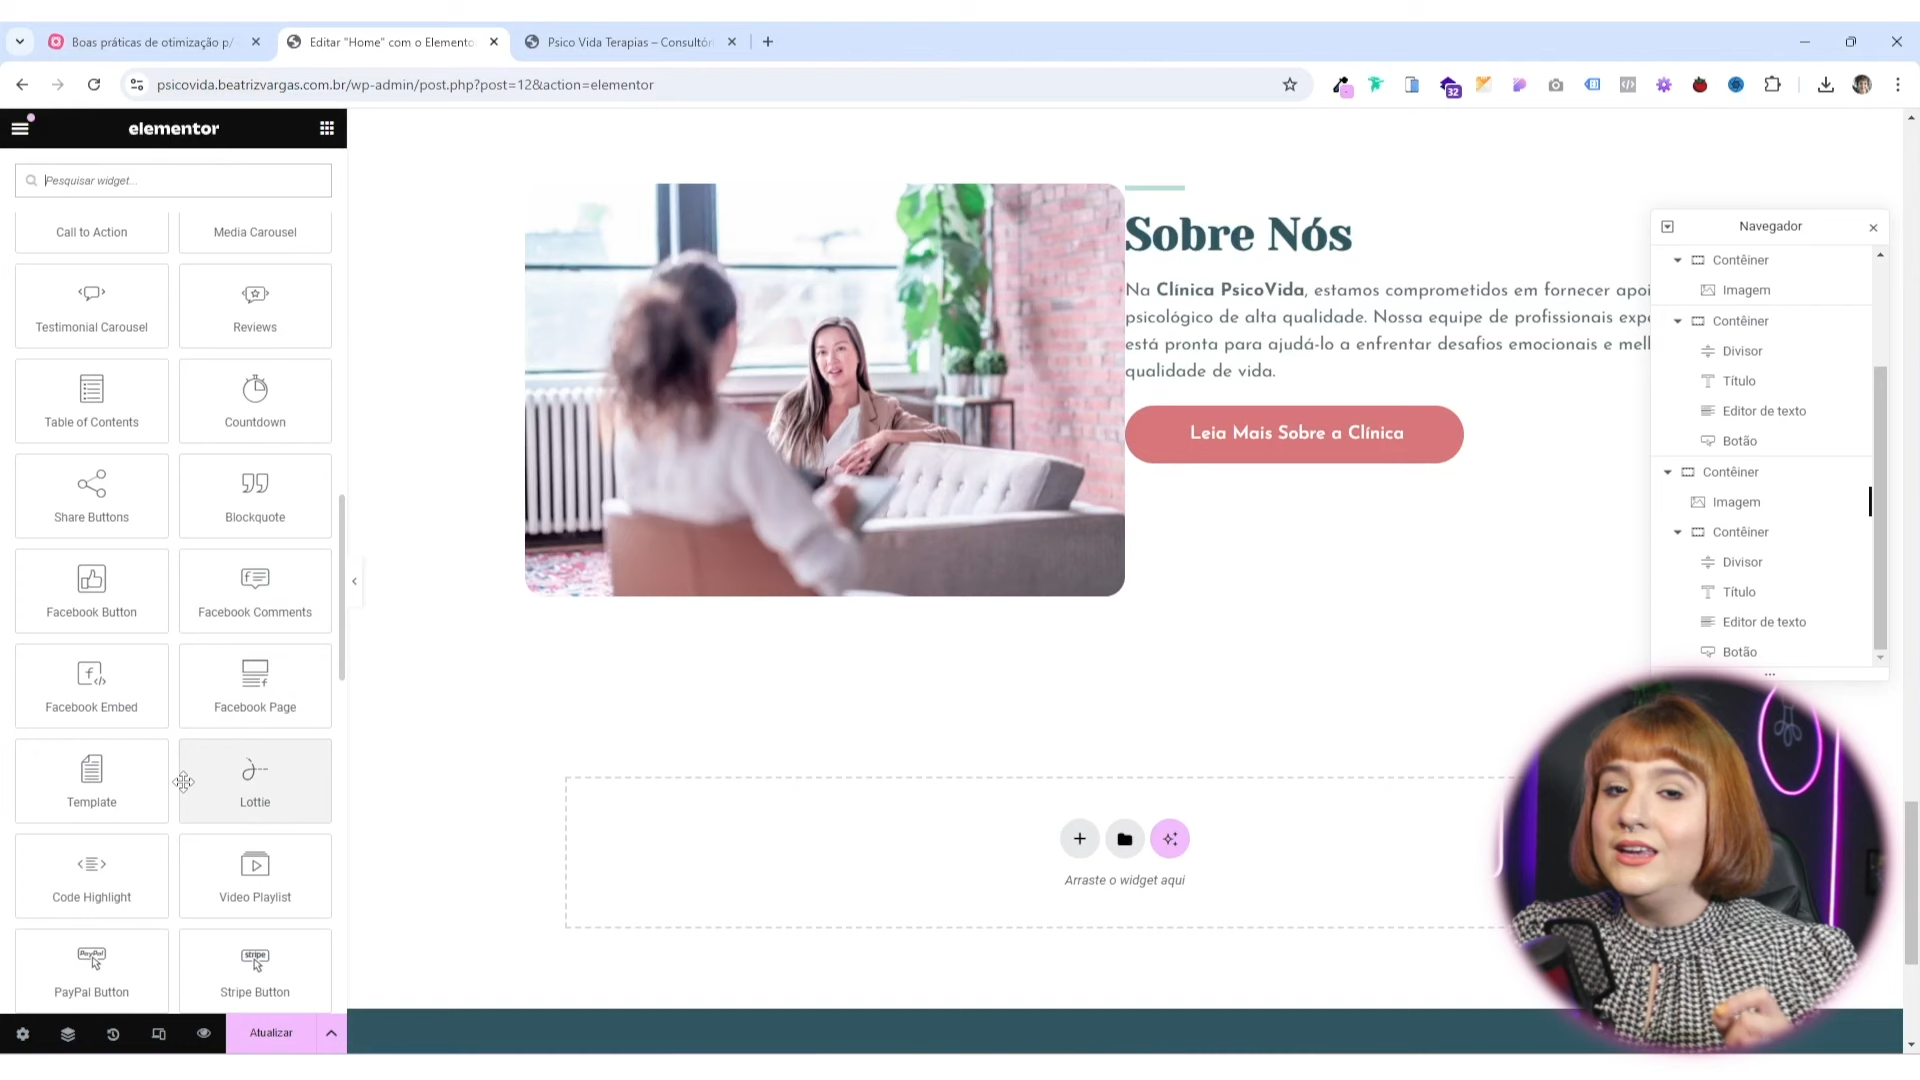 Boas práticas de otimização p/
Editar "Home" com o Elemento
Psico Vida Terapias – Consultóri
psicovida.beatrizvargas.com.br/wp-admin/post.php?post=12&action=elementor
32
elementor
Pesquisar widget...
Call to Action
Media Carousel
Testimonial Carousel
Reviews
Table of Contents
Countdown
Share Buttons
Blockquote
Facebook Button
Facebook Comments
Facebook Embed
Facebook Page
Template
Lottie
Code Highlight
Video Playlist
PayPal
PayPal Button
stripe
Stripe Button
Atualizar
Sobre Nós
Na Clínica PsicoVida, estamos comprometidos em fornecer apoi
psicológico de alta qualidade. Nossa equipe de profissionais expe
está pronta para ajudá-lo a enfrentar desafios emocionais e mel
qualidade de vida.
Leia Mais Sobre a Clínica
Arraste o widget aqui
Navegador
Contêiner
Imagem
Contêiner
Divisor
Título
Editor de texto
Botão
Contêiner
Imagem
Contêiner
Divisor
Título
Editor de texto
Botão